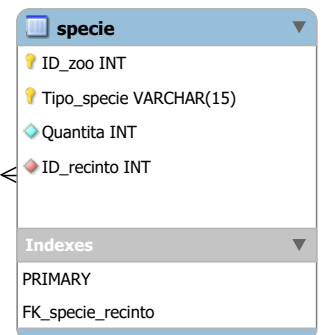 specie
ID_zoo INT
Tipo_specie VARCHAR(15)
Quantita INT
ID_recinto INT
Indexes
PRIMARY
FK_specie_recinto